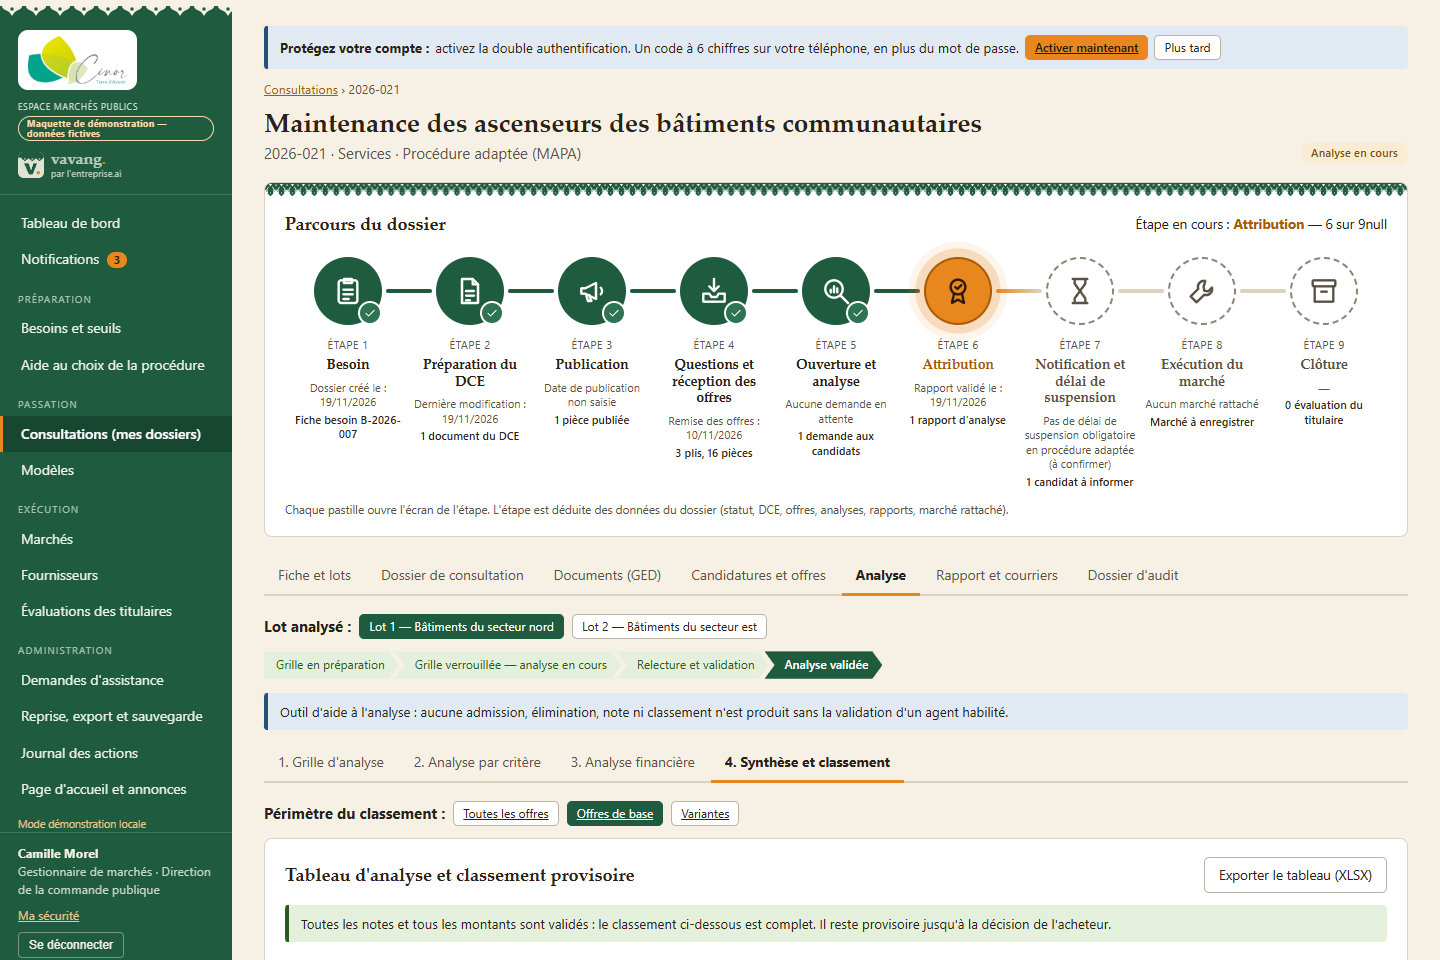 Cinor
Terre d'Avenir
ESPACE MARCHÉS PUBLICS
Maquette de démonstration —
données fictives
v.
vavang.
par l'entreprise.ai
Tableau de bord
Notifications 3
PRÉPARATION
Besoins et seuils
Aide au choix de la procédure
PASSATION
Consultations (mes dossiers)
Modèles
EXÉCUTION
Marchés
Fournisseurs
Évaluations des titulaires
ADMINISTRATION
Demandes d'assistance
Reprise, export et sauvegarde
Journal des actions
Page d'accueil et annonces
Mode démonstration locale
Camille Morel
Gestionnaire de marchés · Direction
de la commande publique
Ma sécurité
Se déconnecter
Protégez votre compte : activez la double authentification. Un code à 6 chiffres sur votre téléphone, en plus du mot de passe. Activer maintenant Plus tard
Consultations › 2026-021
Maintenance des ascenseurs des bâtiments communautaires
2026-021 · Services · Procédure adaptée (MAPA)
Analyse en cours
Parcours du dossier
Étape en cours : Attribution — 6 sur 9null
ÉTAPE 1
Besoin
Dossier créé le :
19/11/2026
Fiche besoin B-2026-
007
ÉTAPE 2
Préparation du
DCE
Dernière modification :
19/11/2026
1 document du DCE
ÉTAPE 3
Publication
Date de publication
non saisie
1 pièce publiée
ÉTAPE 4
Questions et
réception des
offres
Remise des offres :
10/11/2026
3 plis, 16 pièces
ÉTAPE 5
Ouverture et
analyse
Aucune demande en
attente
1 demande aux
candidats
ÉTAPE 6
Attribution
Rapport validé le :
19/11/2026
1 rapport d'analyse
ÉTAPE 7
Notification et
délai de
suspension
Pas de délai de
suspension obligatoire
en procédure adaptée
(à confirmer)
1 candidat à informer
ÉTAPE 8
Exécution du
marché
Aucun marché rattaché
Marché à enregistrer
ÉTAPE 9
Clôture
—
0 évaluation du
titulaire
Chaque pastille ouvre l'écran de l'étape. L'étape est déduite des données du dossier (statut, DCE, offres, analyses, rapports, marché rattaché).
Fiche et lots Dossier de consultation Documents (GED) Candidatures et offres Analyse Rapport et courriers Dossier d'audit
Lot analysé : Lot 1 — Bâtiments du secteur nord Lot 2 — Bâtiments du secteur est
Grille en préparation Grille verrouillée — analyse en cours Relecture et validation Analyse validée
Outil d'aide à l'analyse : aucune admission, élimination, note ni classement n'est produit sans la validation d'un agent habilité.
1. Grille d'analyse 2. Analyse par critère 3. Analyse financière 4. Synthèse et classement
Périmètre du classement : Toutes les offres Offres de base Variantes
Tableau d'analyse et classement provisoire
Exporter le tableau (XLSX)
Toutes les notes et tous les montants sont validés : le classement ci-dessous est complet. Il reste provisoire jusqu'à la décision de l'acheteur.